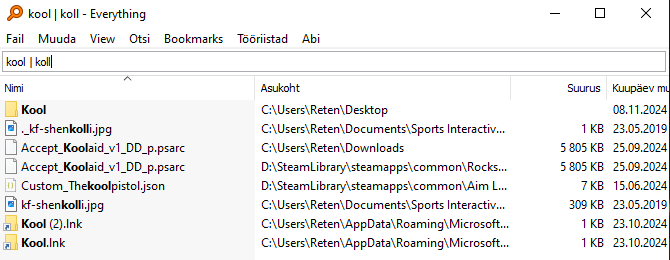 kool | koll - Everything
Fail Muuda View Otsi Bookmarks Tööriistad Abi
kool | koll
Nimi Asukoht Suurus Kuupäev mu
Kool C:\Users\Reten\Desktop 08.11.2024
._kf-shenkolli.jpg C:\Users\Reten\Documents\Sports Interactiv... 1 KB 23.05.2019
Accept_Koolaid_v1_DD_p.psarc C:\Users\Reten\Downloads 5 805 KB 25.09.2024
Accept_Koolaid_v1_DD_p.psarc D:\SteamLibrary\steamapps\common\Rocks... 5 805 KB 25.09.2024
Custom_Thekoolpistol.json D:\SteamLibrary\steamapps\common\Aim L... 7 KB 15.06.2024
kf-shenkolli.jpg C:\Users\Reten\Documents\Sports Interactiv... 309 KB 23.05.2019
Kool (2).lnk C:\Users\Reten\AppData\Roaming\Microsoft... 1 KB 23.10.2024
Kool.lnk C:\Users\Reten\AppData\Roaming\Microsoft... 1 KB 23.10.2024